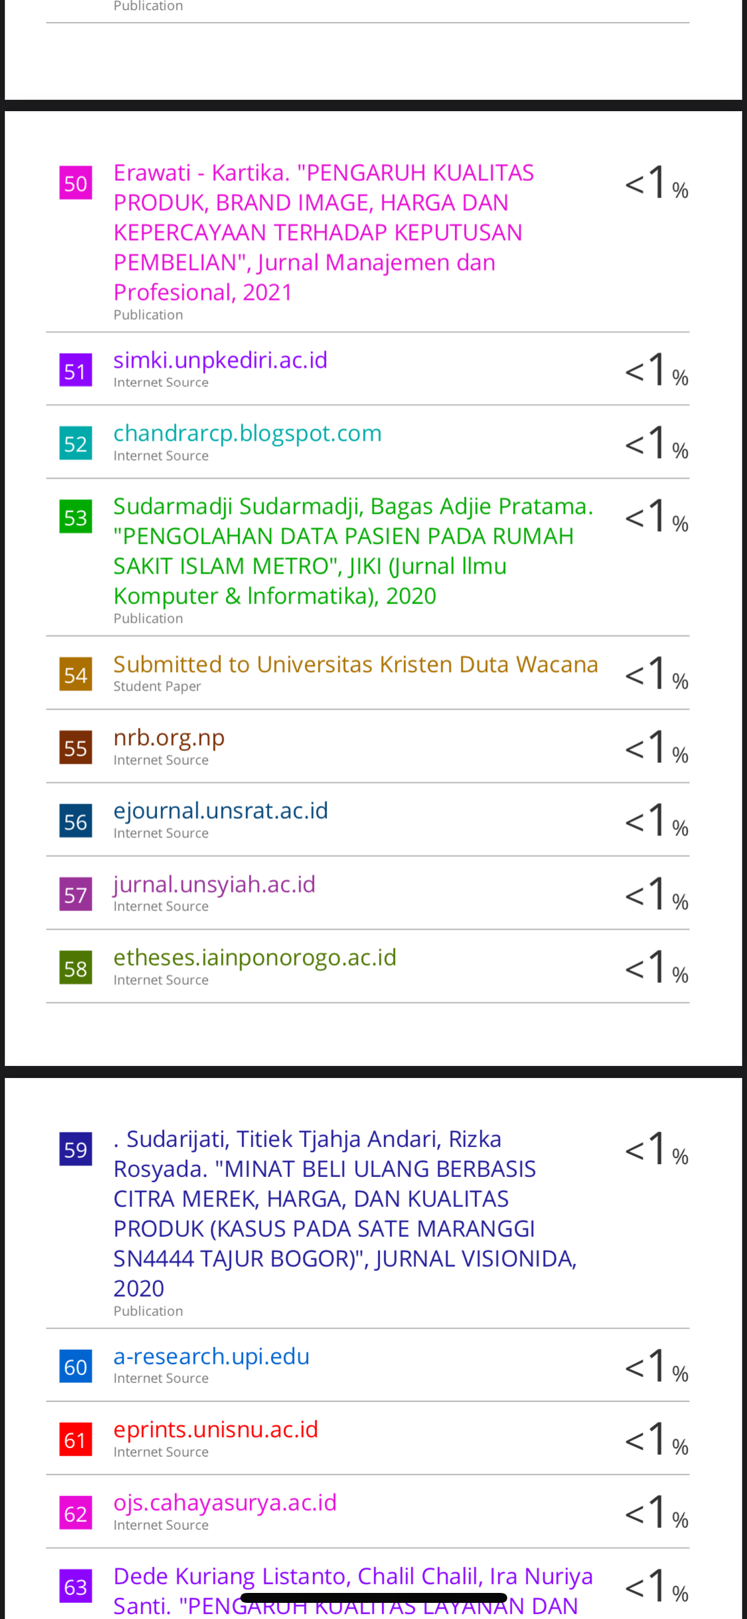 Publication
50
Erawati - Kartika. "PENGARUH KUALITAS
PRODUK, BRAND IMAGE, HARGA DAN
KEPERCAYAAN TERHADAP KEPUTUSAN
PEMBELIAN", Jurnal Manajemen dan
Profesional, 2021
Publication
<1%
51
simki.unpkediri.ac.id
Internet Source
<1%
52
chandrarcp.blogspot.com
Internet Source
<1%
53
Sudarmadji Sudarmadji, Bagas Adjie Pratama.
"PENGOLAHAN DATA PASIEN PADA RUMAH
SAKIT ISLAM METRO", JIKI (Jurnal llmu
Komputer & lnformatika), 2020
Publication
<1%
54
Submitted to Universitas Kristen Duta Wacana
Student Paper
<1%
55
nrb.org.np
Internet Source
<1%
56
ejournal.unsrat.ac.id
Internet Source
<1%
57
jurnal.unsyiah.ac.id
Internet Source
<1%
58
etheses.iainponorogo.ac.id
Internet Source
<1%
59
. Sudarijati, Titiek Tjahja Andari, Rizka
Rosyada. "MINAT BELI ULANG BERBASIS
CITRA MEREK, HARGA, DAN KUALITAS
PRODUK (KASUS PADA SATE MARANGGI
SN4444 TAJUR BOGOR)", JURNAL VISIONIDA,
2020
Publication
<1%
60
a-research.upi.edu
Internet Source
<1%
61
eprints.unisnu.ac.id
Internet Source
<1%
62
ojs.cahayasurya.ac.id
Internet Source
<1%
63
Dede Kuriang Listanto, Chalil Chalil, Ira Nuriya
Santi. "PENGARUH KUALITAS LAYANAN DAN
<1%